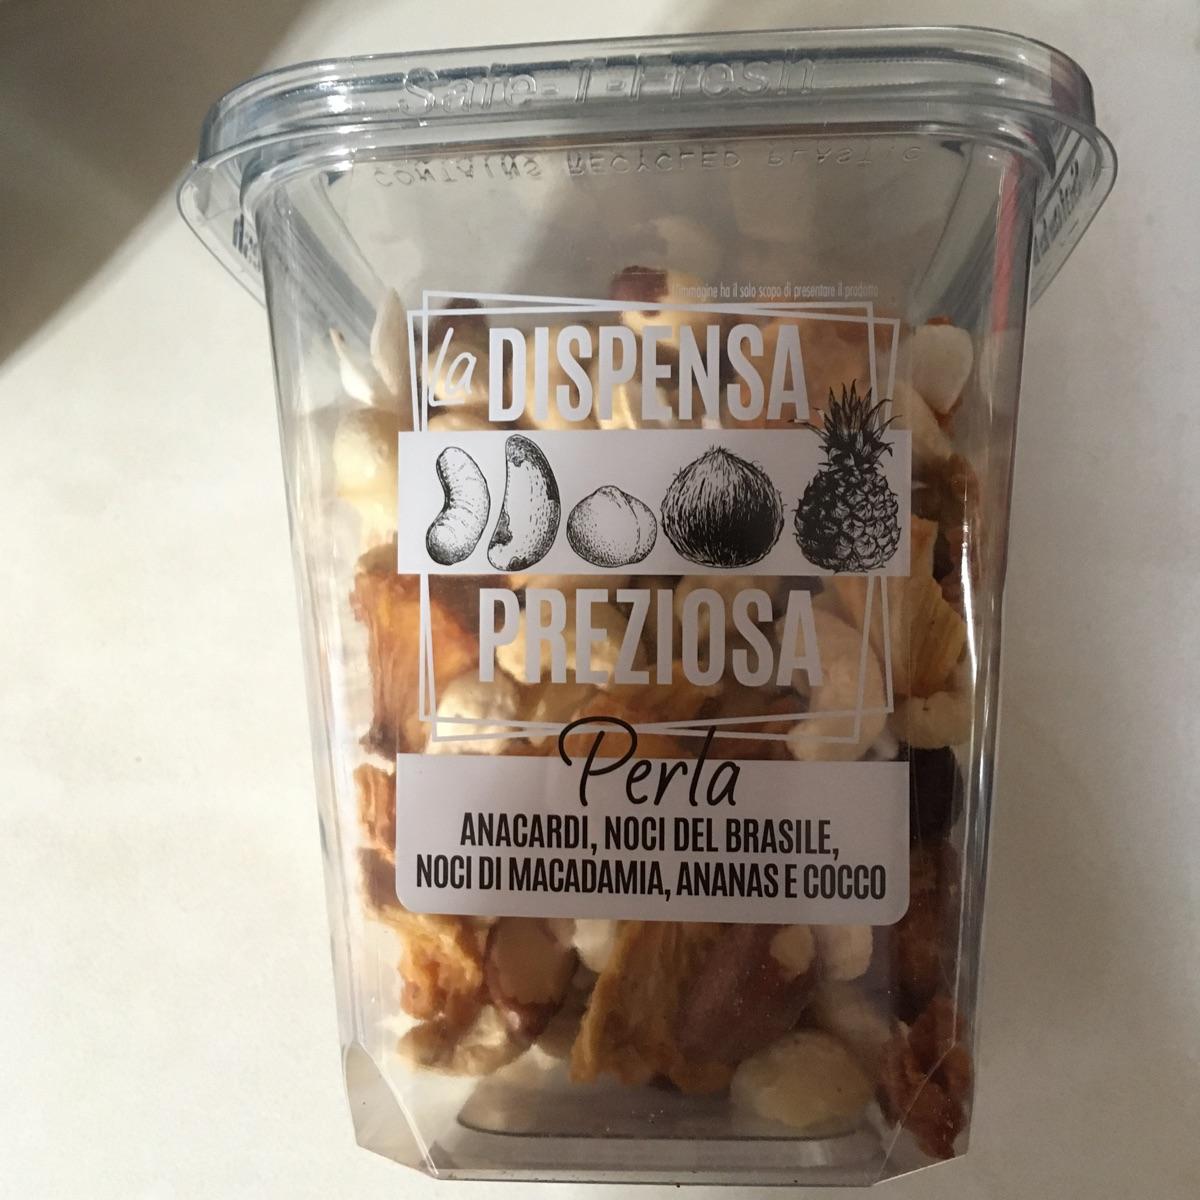 Safe-T-Fresh
CONTAINS RECYCLED PLASTIC
L'immagine ha il solo scopo di presentare il prodotto
La DISPENSA
PREZIOSA
Perla
ANACARDI, NOCI DEL BRASILE,
NOCI DI MACADAMIA, ANANAS E COCCO